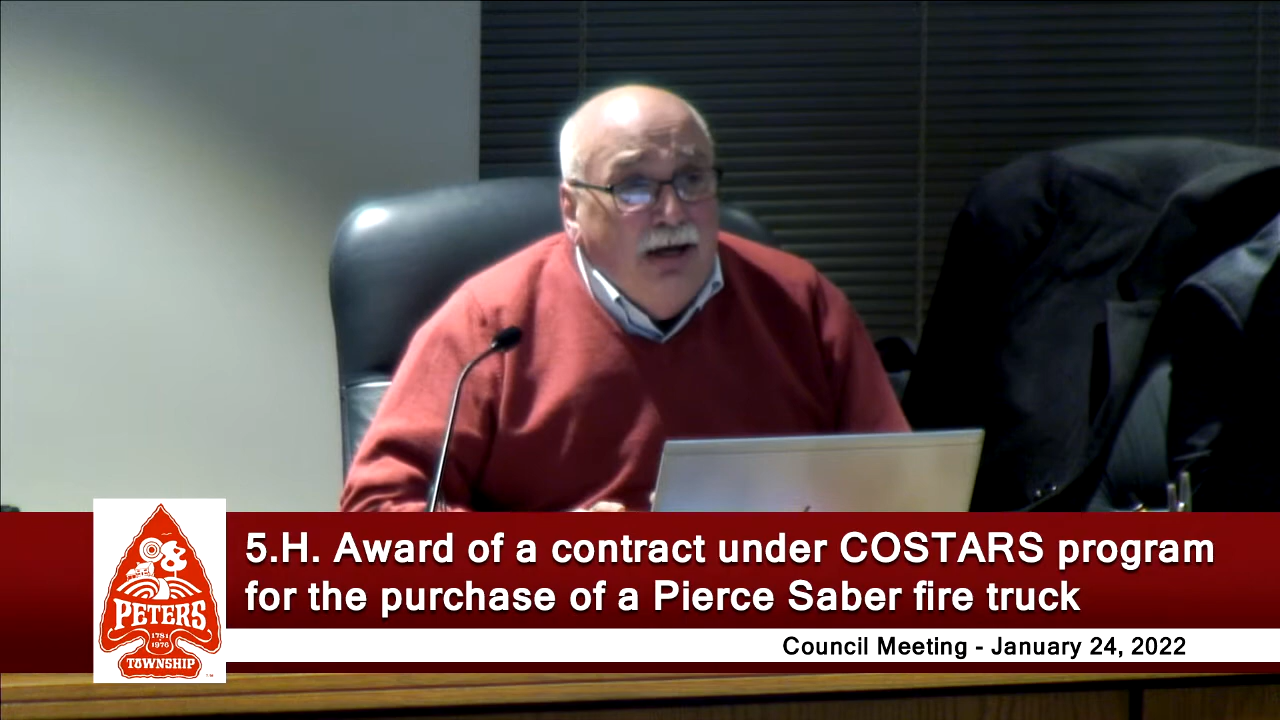 5.H. Award of a contract under COSTARS program
for the purchase of a Pierce Saber fire truck
Council Meeting - January 24, 2022
PETERS
1781
1976
TOWNSHIP